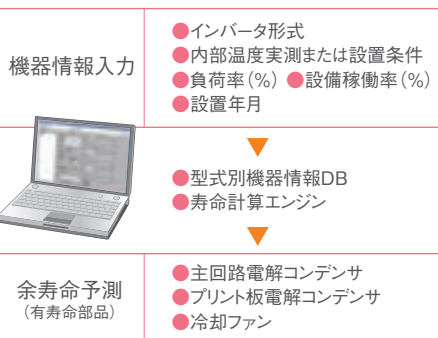 機器情報入力
●インバータ形式
●内部温度実測または設置条件
●負荷率(%) ●設備稼働率(%)
●設置年月
●型式別機器情報DB
●寿命計算エンジン
余寿命予測
(有寿命部品)
●主回路電解コンデンサ
●プリント板電解コンデンサ
●冷却ファン